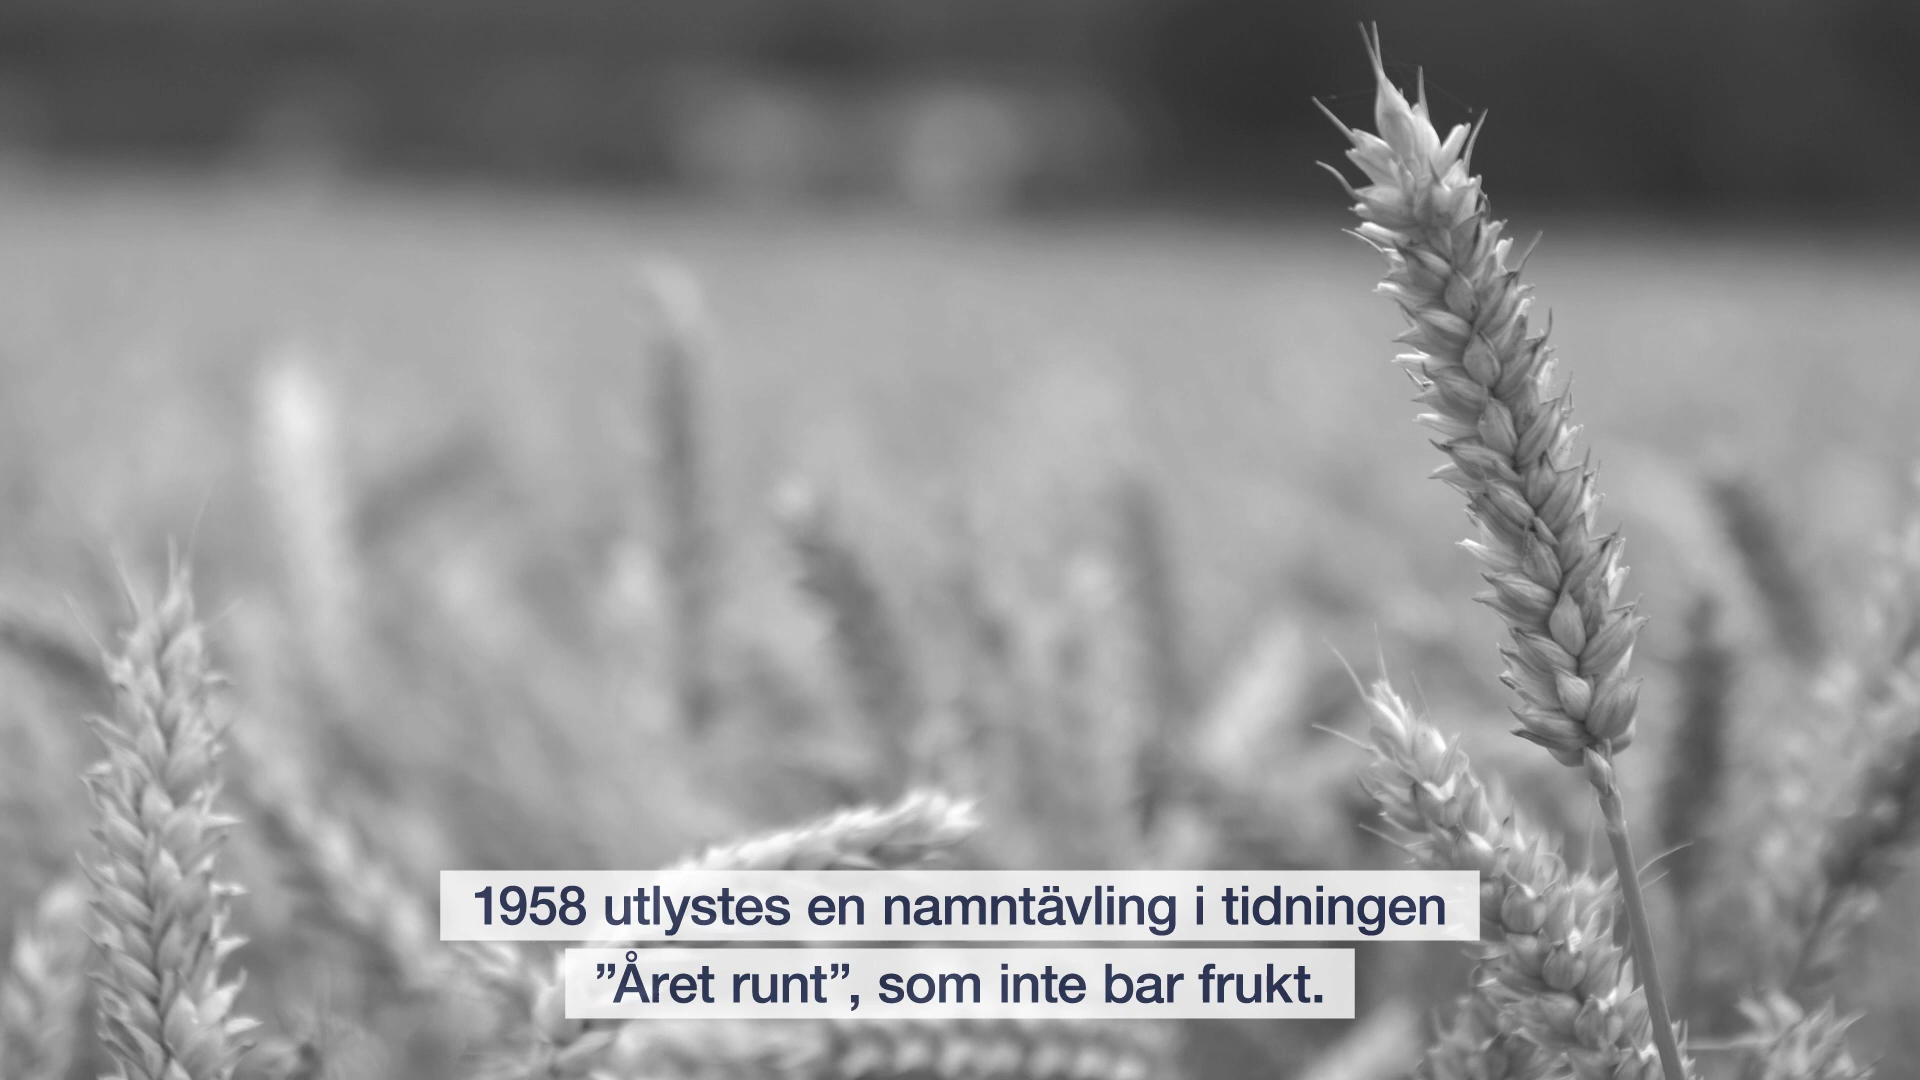 1958 utlystes en namntävling i tidningen
”Året runt”, som inte bar frukt.